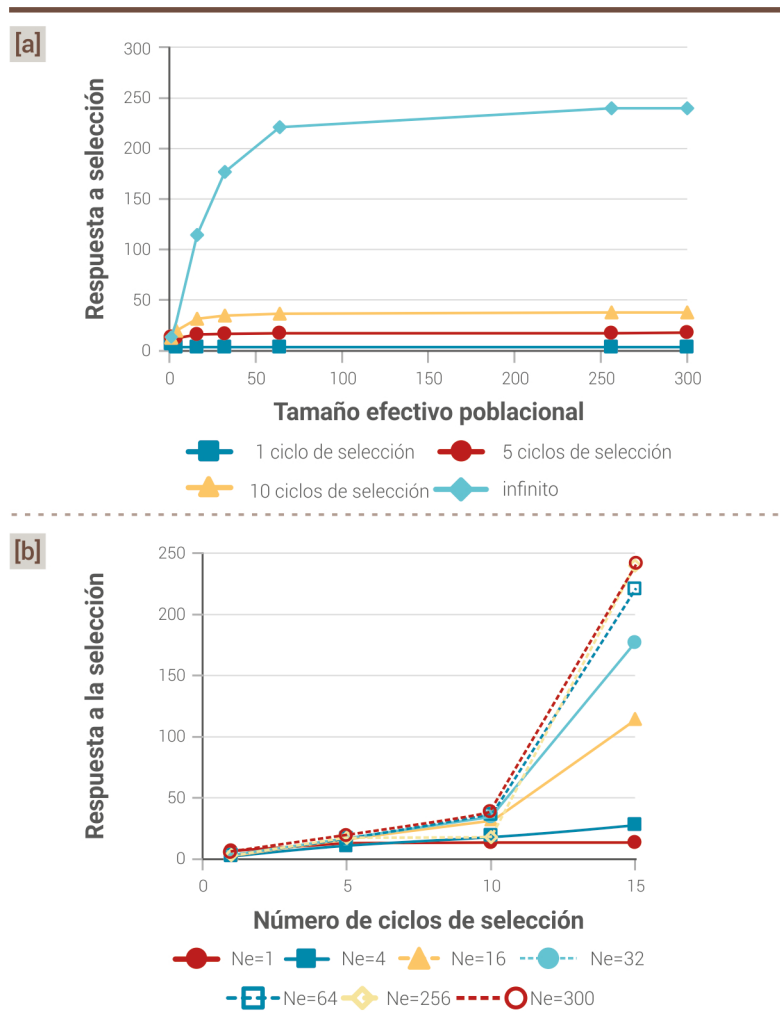 [a]
Respuesta a selección
300
250
200
150
100
50
0
0 50 100 150 200 250 300
Tamaño efectivo poblacional
1 ciclo de selección 5 ciclos de selección
10 ciclos de selección infinito
[b]
Respuesta a la selección
250
200
150
100
50
0
0 5 10 15
Número de ciclos de selección
Ne=1 Ne=4 Ne=16 Ne=32
Ne=64 Ne=256 Ne=300